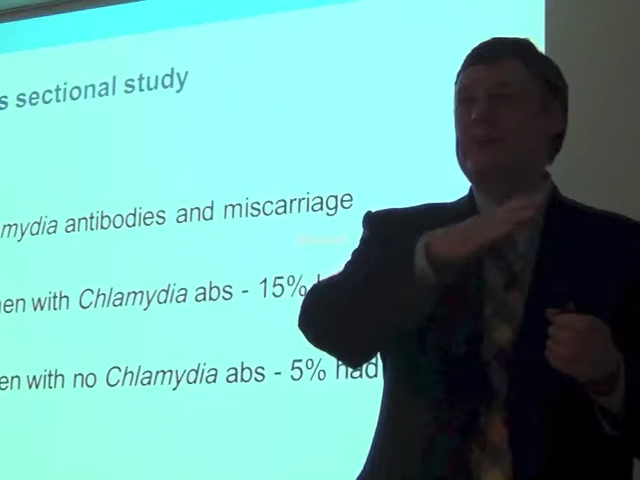 s sectional study
mydia antibodies and miscarriage
en with Chlamydia abs - 15%
en with no Chlamydia abs - 5% had